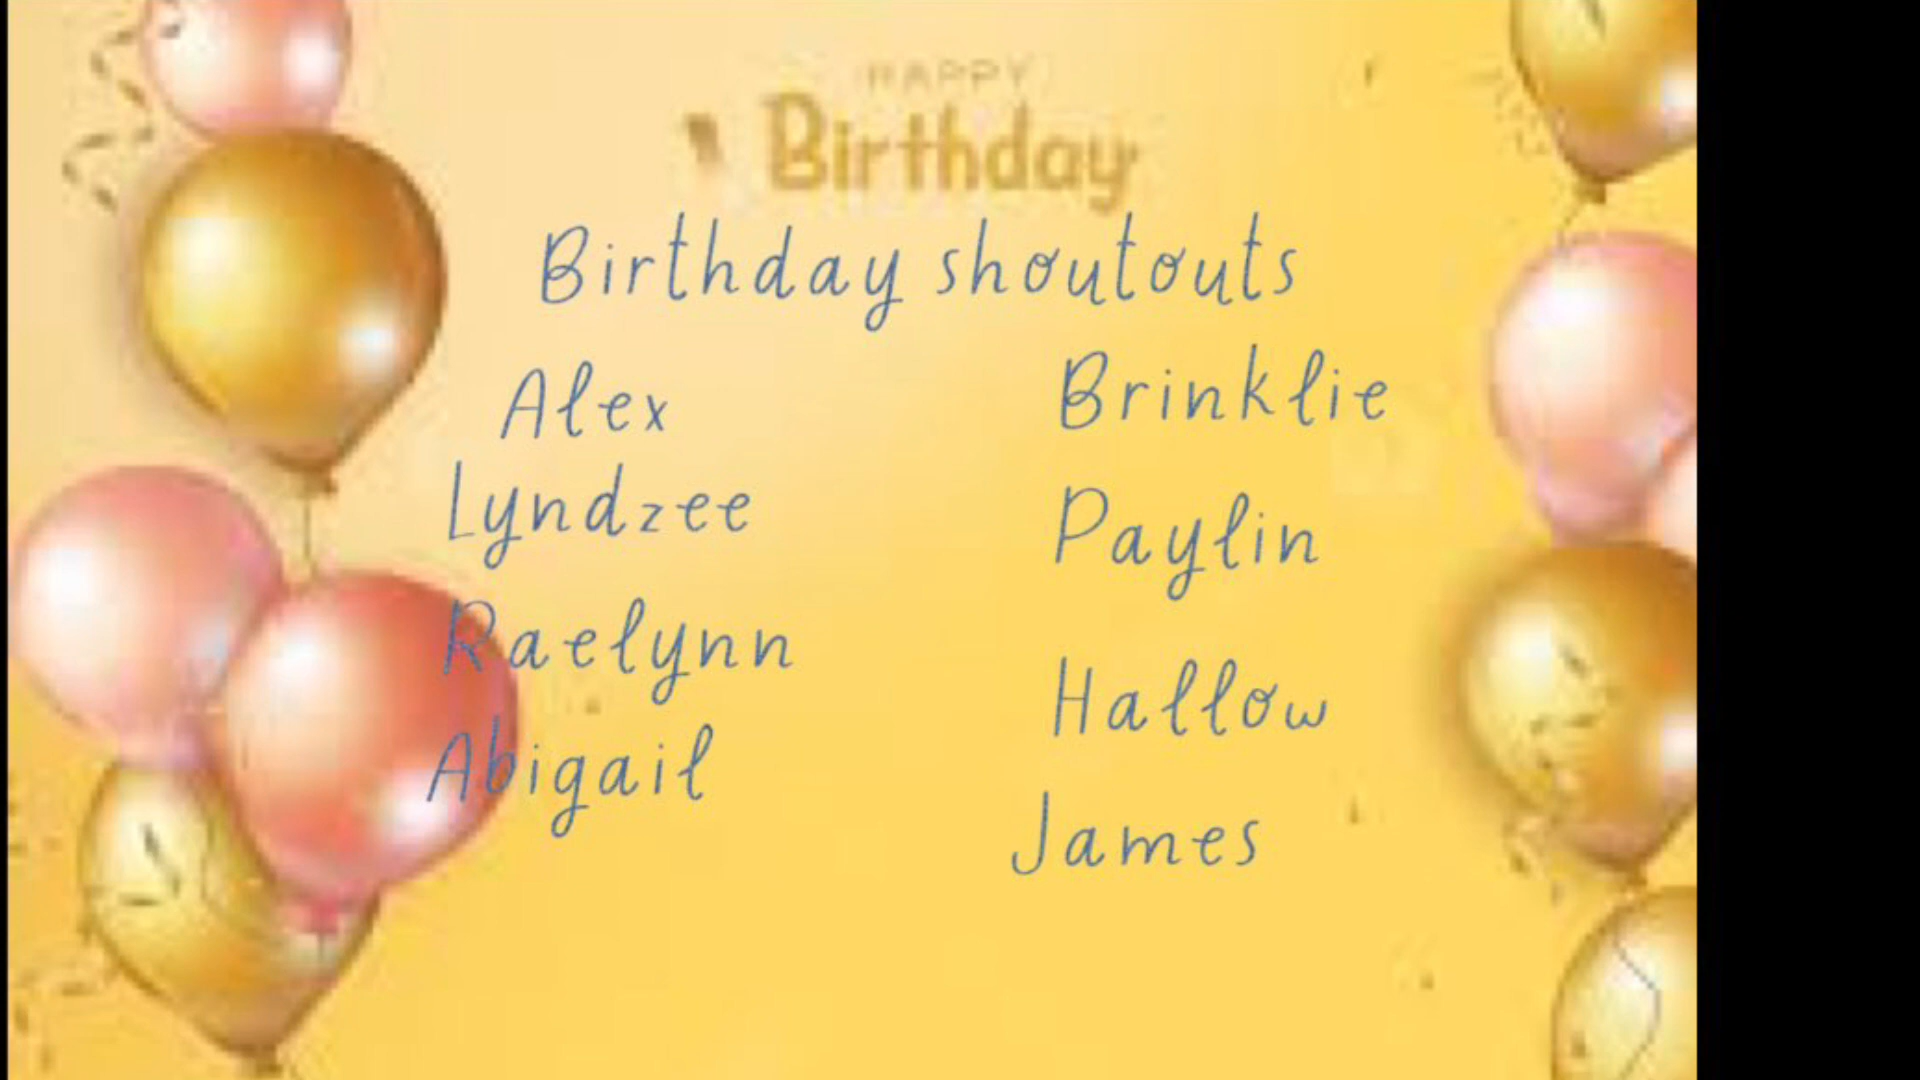 HAPPY
Birthday
Birthday shoutouts
Alex
Lyndzee
Raelynn
Abigail
Brinklie
Paylin
Hallow
James